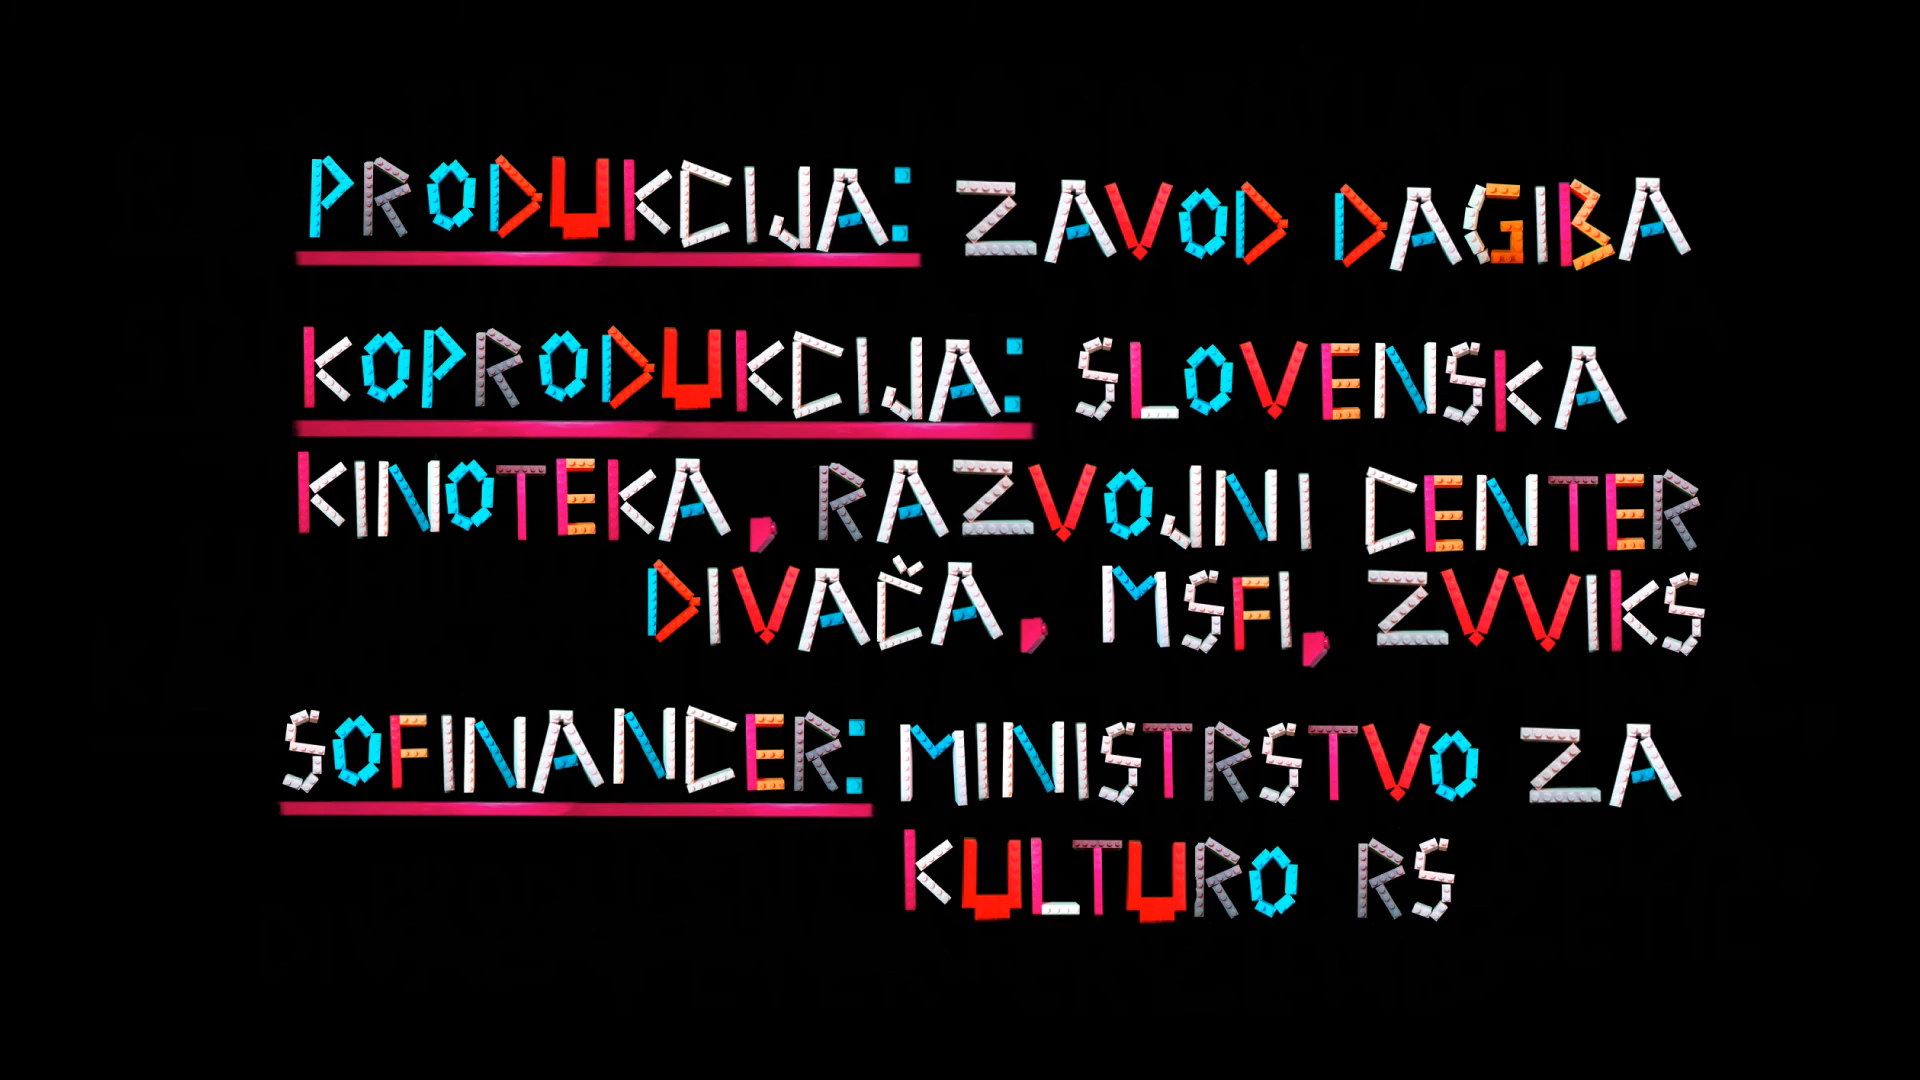 PRODUKCIJA: ZAVOD DAGIBA
KOPRODUKCIJA: SLOVENSKA
KINOTEKA, RAZVOJNI CENTER
DIVAČA, MSFI, ZVVIKS
SOFINANCER: MINISTRSTVO ZA
KULTURO RS